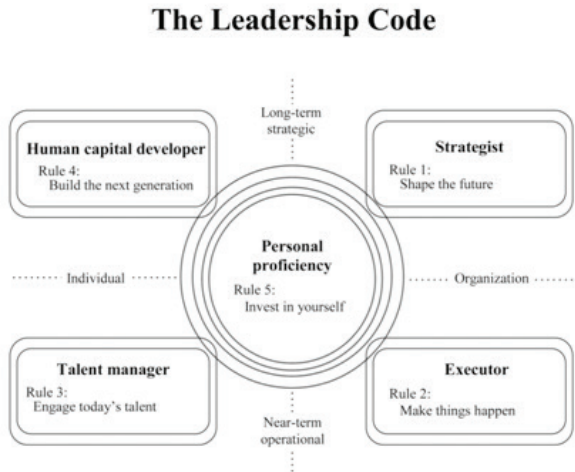 The Leadership Code
Long-term
strategic
Human capital developer
Rule 4:
Build the next generation
Strategist
Rule 1:
Shape the future
Individual
Personal
proficiency
Rule 5:
Invest in yourself
Organization
Talent manager
Rule 3:
Engage today's talent
Executor
Rule 2:
Make things happen
Near-term
operational